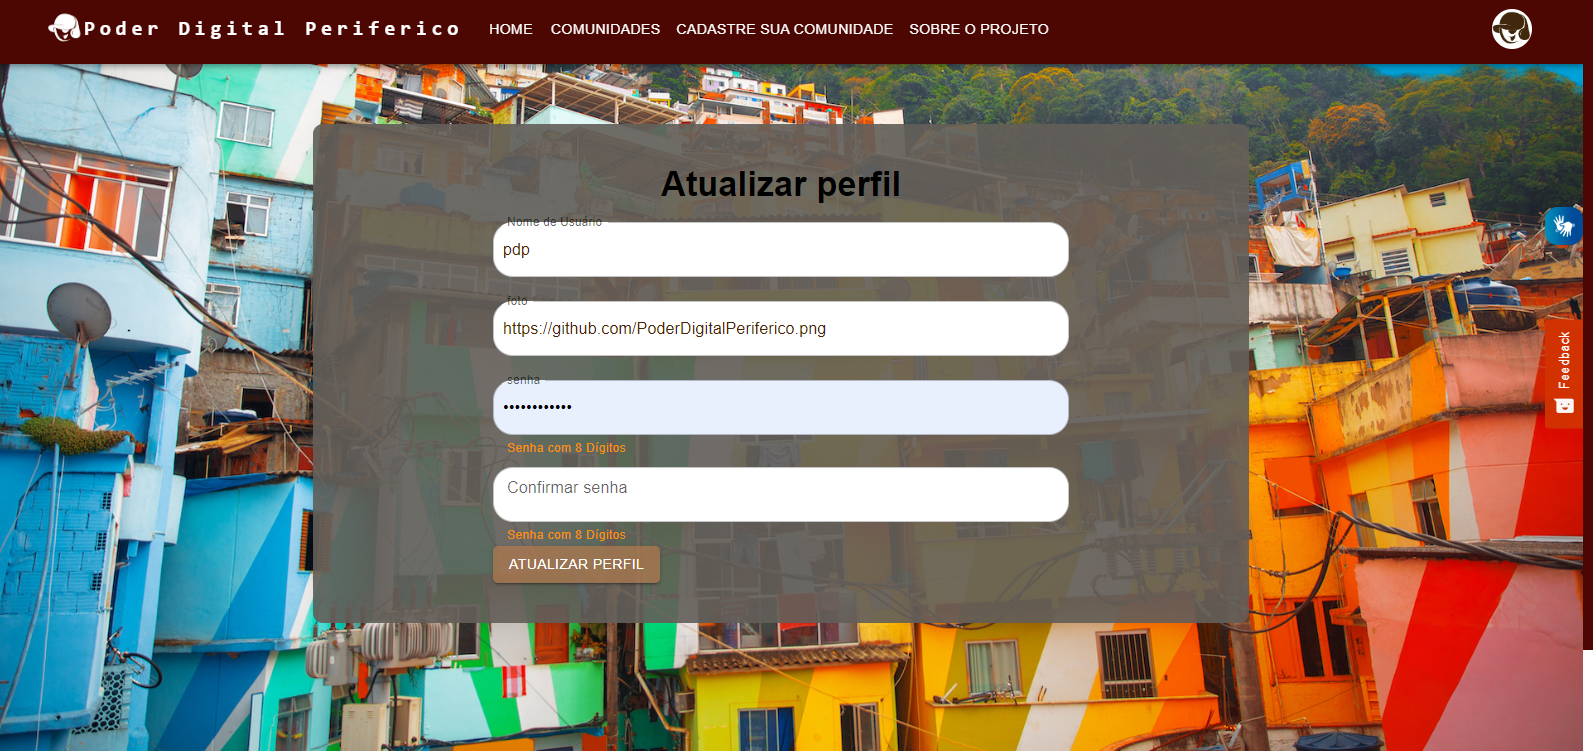 Poder Digital Periferico
HOME COMUNIDADES CADASTRE SUA COMUNIDADE SOBRE O PROJETO
Atualizar perfil
Nome de Usuário
pdp
foto
https://github.com/PoderDigitalPeriferico.png
senha
••••••••••••
Senha com 8 Dígitos
Confirmar senha
Senha com 8 Dígitos
ATUALIZAR PERFIL
Feedback